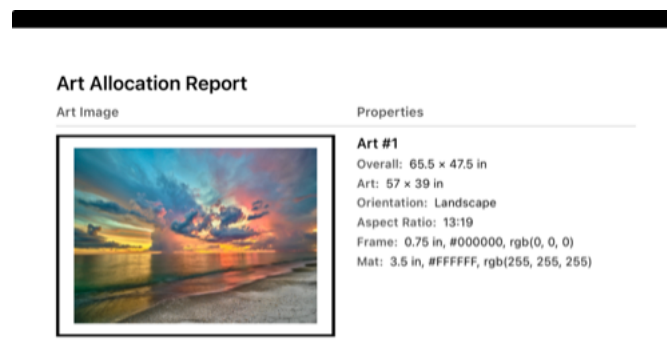 Art Allocation Report
Art Image
Properties
Art #1
Overall: 65.5 × 47.5 in
Art: 57 × 39 in
Orientation: Landscape
Aspect Ratio: 13:19
Frame: 0.75 in, #000000, rgb(0, 0, 0)
Mat: 3.5 in, #FFFFFF, rgb(255, 255, 255)